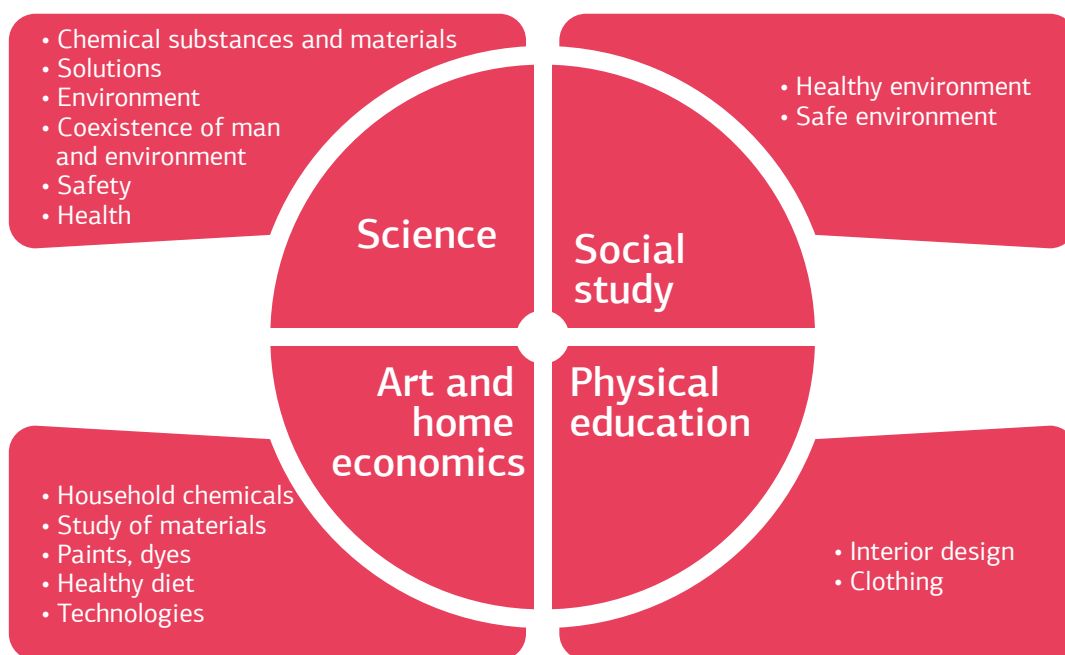 • Chemical substances and materials
• Solutions
• Environment
• Coexistence of man
and environment
• Safety
• Health
Science
• Healthy environment
• Safe environment
Social
study
Art and
home
economics
• Household chemicals
• Study of materials
• Paints, dyes
• Healthy diet
• Technologies
Physical
education
• Interior design
• Clothing